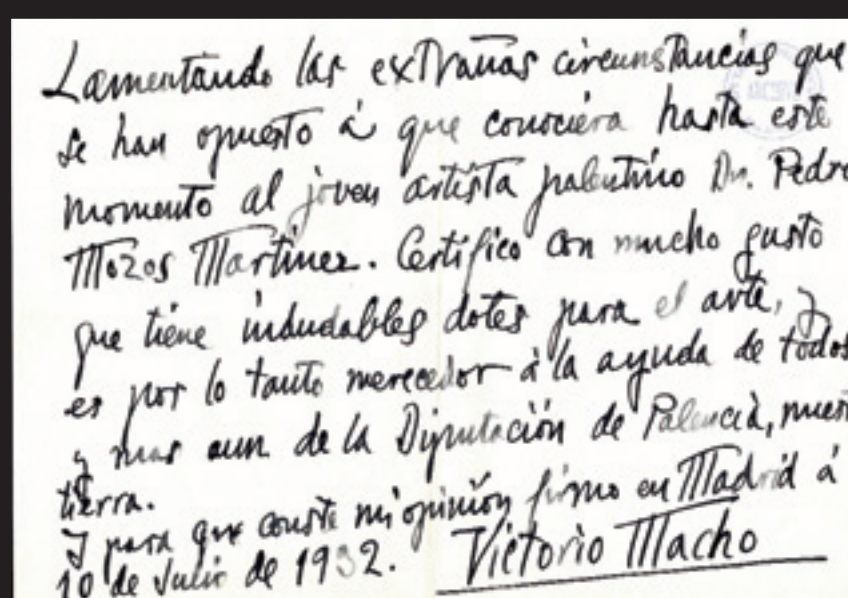 Lamentando las extrañas circunstancias que
se han opuesto á que conociera hasta este
momento al joven artista palentino Dn. Pedro
Mozos Martinez. Certifico con mucho gusto
que tiene indudables dotes para el arte, y
es por lo tanto merecedor á la ayuda de todos
y mas aun de la Diputación de Palencia, nuest
tierra.
Y para que conste mi opinión firmo en Madrid á
10 de Julio de 1932. Victorio Macho